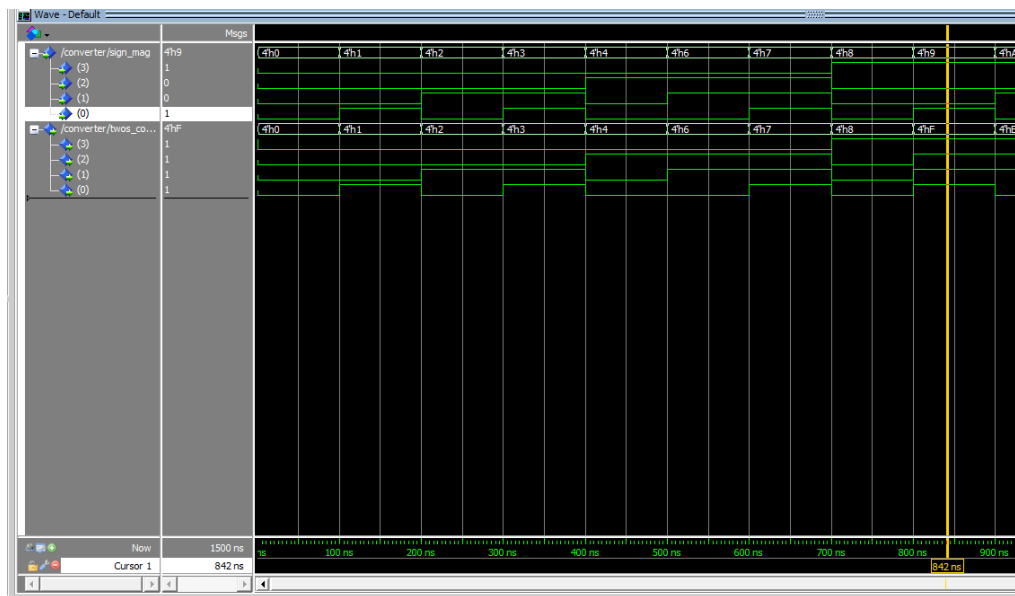 Wave - Default
Msgs
/converter/sign_mag 4'h9 4'h0 4'h1 4'h2 4'h3 4'h4 4'h6 4'h7 4'h8 4'h9 4'hA
(3) 1
(2) 0
(1) 0
(0) 1
/converter/twos_co... 4'hF 4'h0 4'h1 4'h2 4'h3 4'h4 4'h6 4'h7 4'h8 4'hF 4'hE
(3) 1
(2) 1
(1) 1
(0) 1
Now 1500 ns ns 100 ns 200 ns 300 ns 400 ns 500 ns 600 ns 700 ns 800 ns 900 ns
Cursor 1 842 ns 842 ns